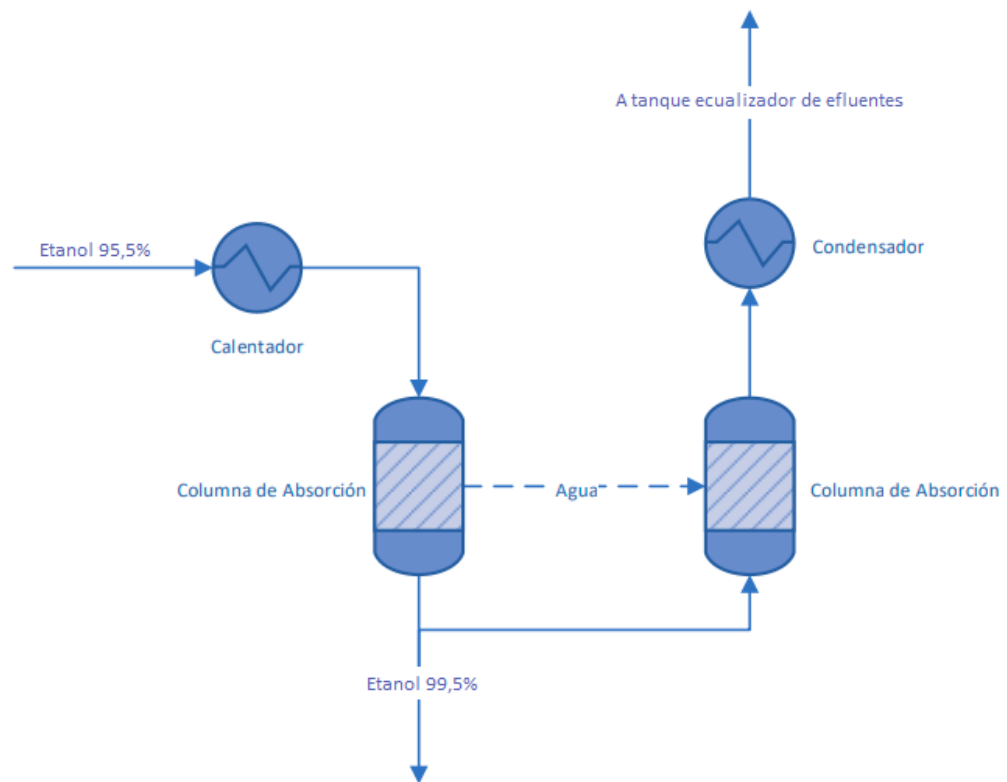 A tanque ecualizador de efluentes
Etanol 95,5%
Condensador
Calentador
Columna de Absorción
Agua
Columna de Absorción
Etanol 99,5%